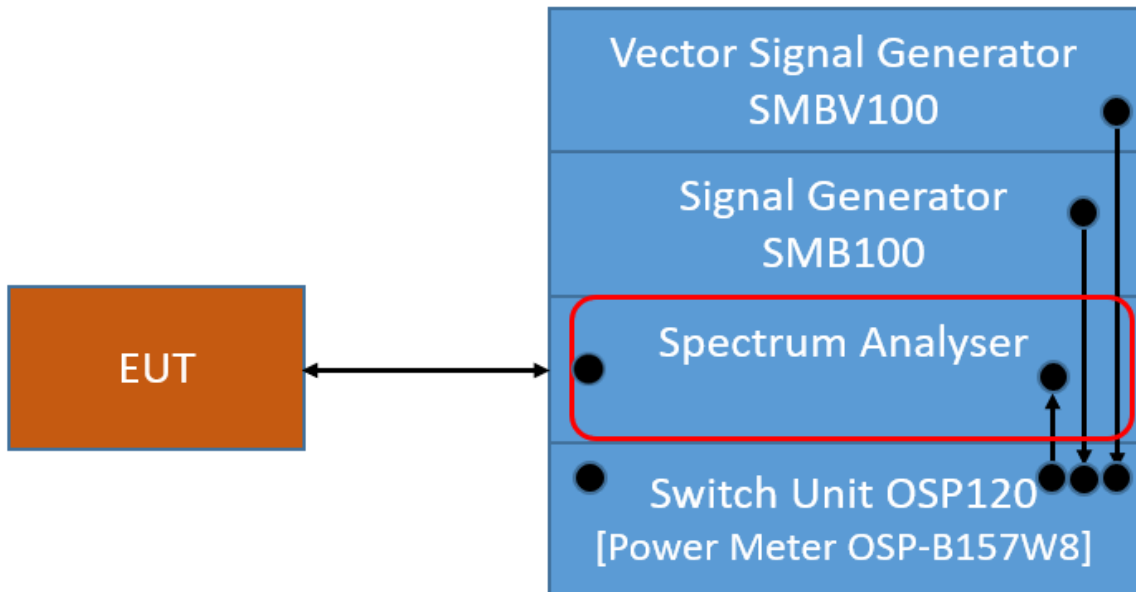 Vector Signal Generator
SMBV100
Signal Generator
SMB100
EUT
Spectrum Analyser
Switch Unit OSP120
[Power Meter OSP-B157W8]